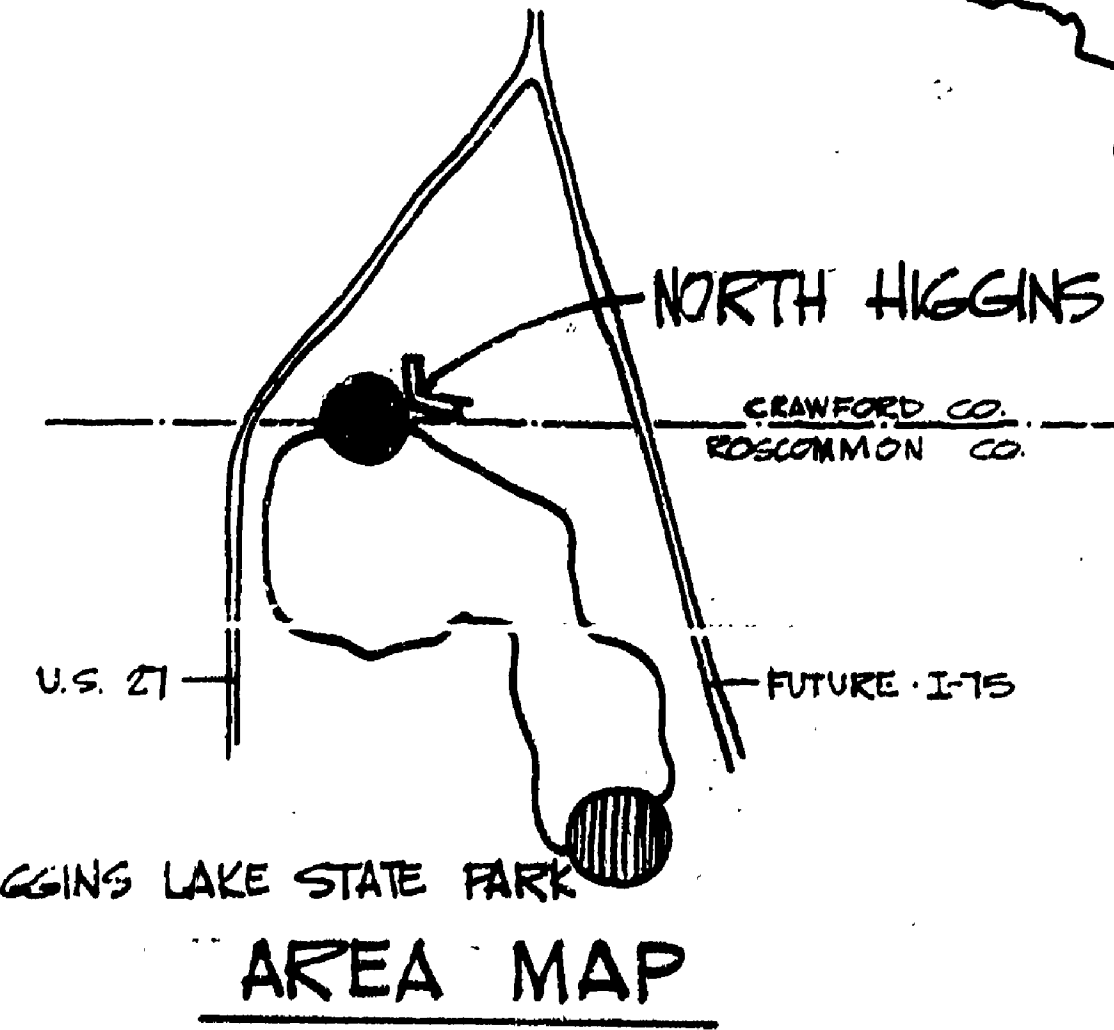 NORTH HIGGINS
CRAWFORD CO.
ROSCOMMON CO.
U.S. 27
FUTURE · I-75
GGINS LAKE STATE PARK
AREA MAP